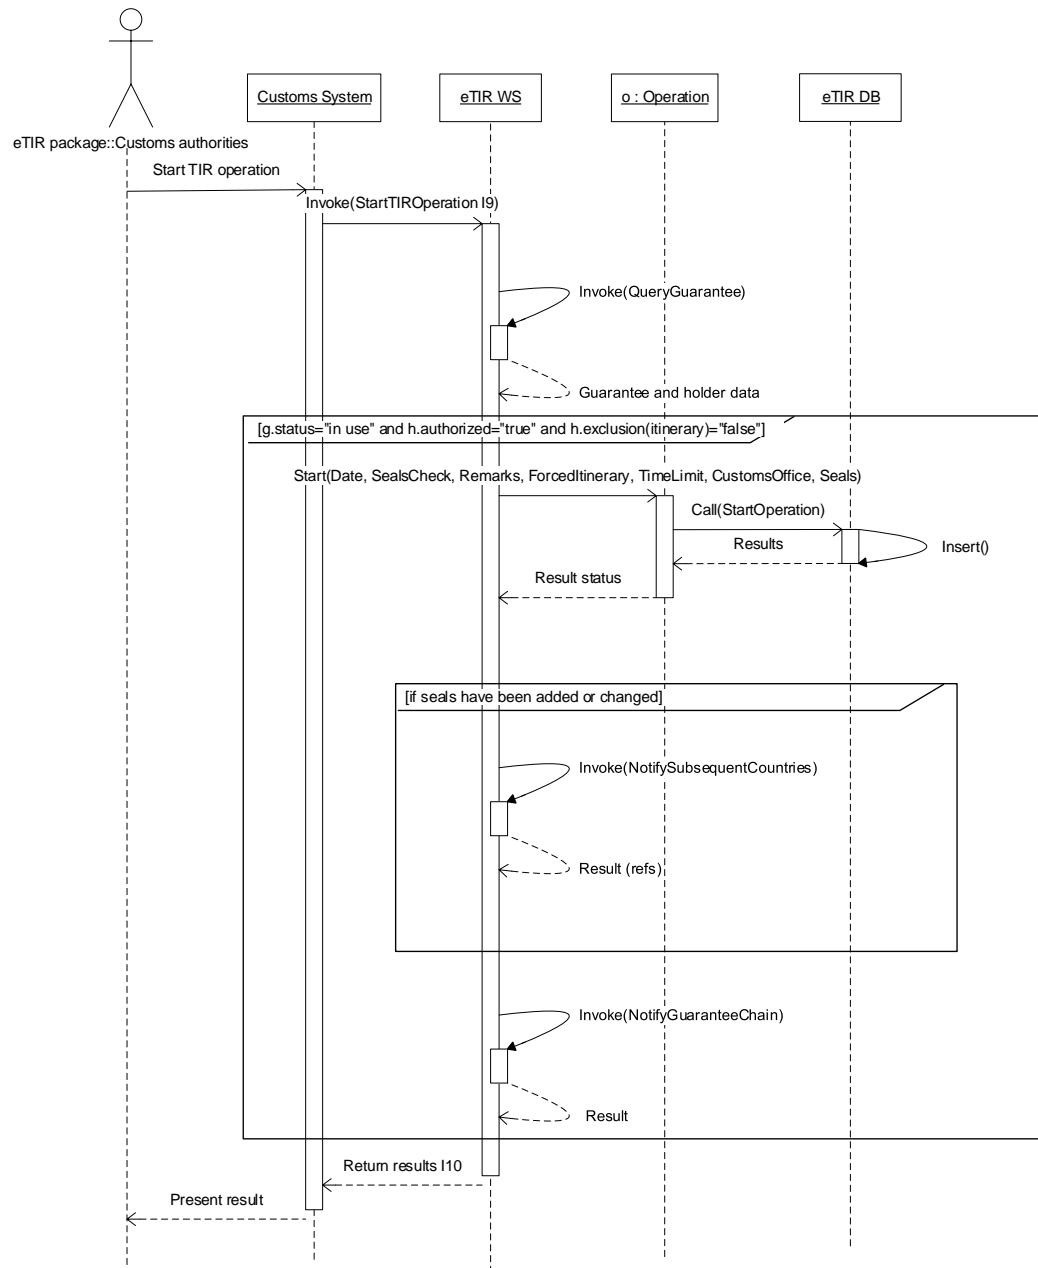 Customs System
eTIR WS
o : Operation
eTIR DB
eTIR package::Customs authorities
Start TIR operation
Invoke(StartTIROperation I9)
Invoke(QueryGuarantee)
Guarantee and holder data
[g.status="in use" and h.authorized="true" and h.exclusion(itinerary)="false"]
Start(Date, SealsCheck, Remarks, ForcedItinerary, TimeLimit, CustomsOffice, Seals)
Call(StartOperation)
Results
Insert()
Result status
[if seals have been added or changed]
Invoke(NotifySubsequentCountries)
Result (refs)
Invoke(NotifyGuaranteeChain)
Result
Return results I10
Present result